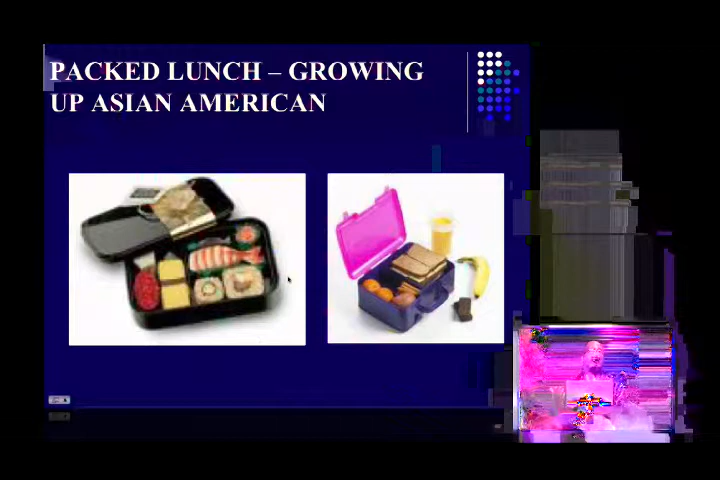 PACKED LUNCH – GROWING
UP ASIAN AMERICAN